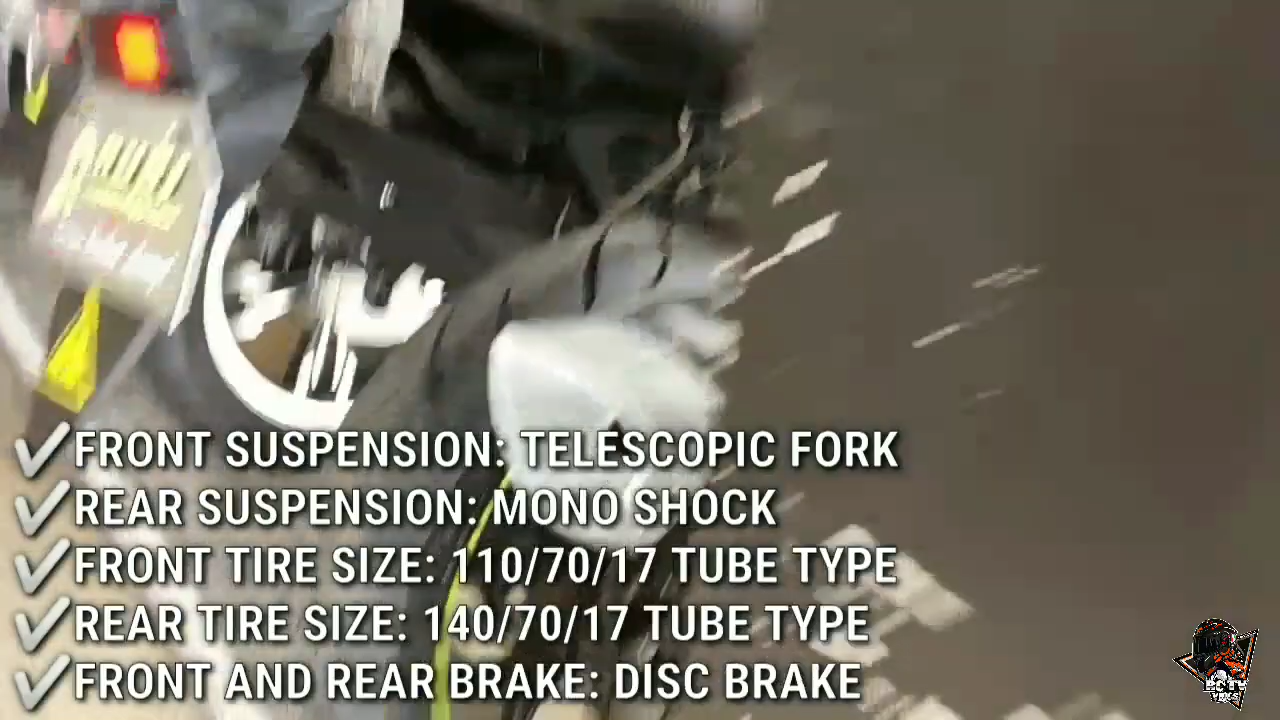 ✔FRONT SUSPENSION: TELESCOPIC FORK
✔REAR SUSPENSION: MONO SHOCK
✔FRONT TIRE SIZE: 110/70/17 TUBE TYPE
✔REAR TIRE SIZE: 140/70/17 TUBE TYPE
✔FRONT AND REAR BRAKE: DISC BRAKE